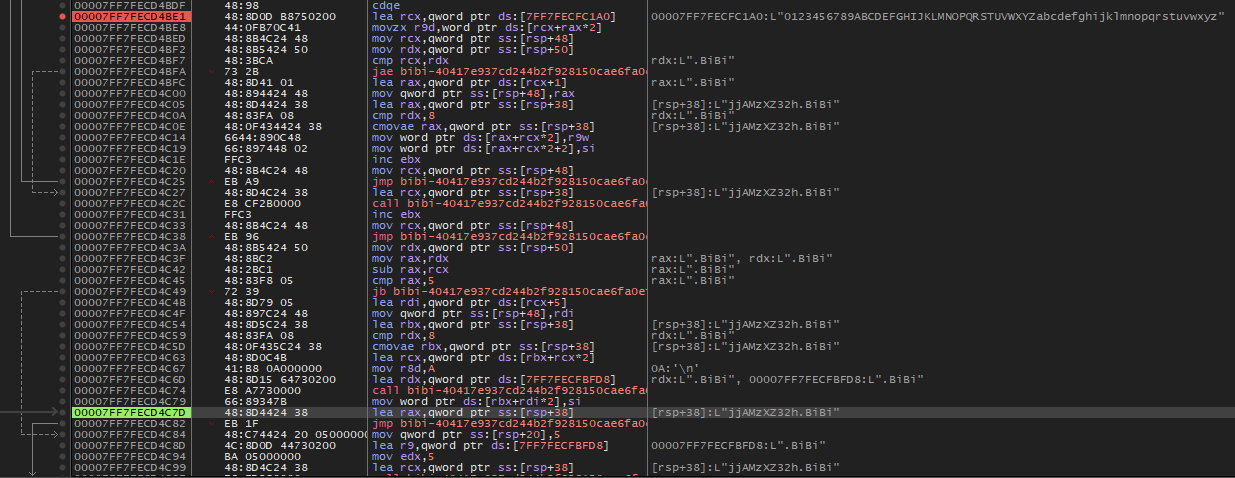 00007FF7FECD4BDF 48:98 cdqe
00007FF7FECD4BE1 48:8D0D B8750200 lea rcx,qword ptr ds:[7FF7FECFC1A0] 00007FF7FECFC1A0:L"0123456789ABCDEFGHIJKLMNOPQRSTUVWXYZabcdefghijklmnopqrstuvwxyz"
00007FF7FECD4BE8 44:0FB70C41 movzx r9d,word ptr ds:[rcx+rax*2]
00007FF7FECD4BED 48:8B4C24 48 mov rcx,qword ptr ss:[rsp+48]
00007FF7FECD4BF2 48:8B5424 50 mov rdx,qword ptr ss:[rsp+50]
00007FF7FECD4BF7 48:3BCA cmp rcx,rdx rdx:L".BiBi"
00007FF7FECD4BFA 73 2B jae bibi-40417e937cd244b2f928150cae6fa0
00007FF7FECD4BFC 48:8D41 01 lea rax,qword ptr ds:[rcx+1] rax:L".BiBi"
00007FF7FECD4C00 48:894424 48 mov qword ptr ss:[rsp+48],rax
00007FF7FECD4C05 48:8D4424 38 lea rax,qword ptr ss:[rsp+38] [rsp+38]:L"jjAMzXZ32h.BiBi"
00007FF7FECD4C0A 48:83FA 08 cmp rdx,8 rdx:L".BiBi"
00007FF7FECD4C0E 48:0F434424 38 cmovae rax,qword ptr ss:[rsp+38] [rsp+38]:L"jjAMzXZ32h.BiBi"
00007FF7FECD4C14 6644:890C48 mov word ptr ds:[rax+rcx*2],r9w
00007FF7FECD4C19 66:897448 02 mov word ptr ds:[rax+rcx*2+2],si
00007FF7FECD4C1E FFC3 inc ebx
00007FF7FECD4C20 48:8B4C24 48 mov rcx,qword ptr ss:[rsp+48]
00007FF7FECD4C25 EB A9 jmp bibi-40417e937cd244b2f928150cae6fa0
00007FF7FECD4C27 48:8D4C24 38 lea rcx,qword ptr ss:[rsp+38] [rsp+38]:L"jjAMzXZ32h.BiBi"
00007FF7FECD4C2C E8 CF2B0000 call bibi-40417e937cd244b2f928150cae6fa
00007FF7FECD4C31 FFC3 inc ebx
00007FF7FECD4C33 48:8B4C24 48 mov rcx,qword ptr ss:[rsp+48]
00007FF7FECD4C38 EB 96 jmp bibi-40417e937cd244b2f928150cae6fa0
00007FF7FECD4C3A 48:8B5424 50 mov rdx,qword ptr ss:[rsp+50]
00007FF7FECD4C3F 48:8BC2 mov rax,rdx rax:L".BiBi", rdx:L".BiBi"
00007FF7FECD4C42 48:2BC1 sub rax,rcx rax:L".BiBi"
00007FF7FECD4C45 48:83F8 05 cmp rax,5 rax:L".BiBi"
00007FF7FECD4C49 72 39 jb bibi-40417e937cd244b2f928150cae6fa0e
00007FF7FECD4C4B 48:8D79 05 lea rdi,qword ptr ds:[rcx+5]
00007FF7FECD4C4F 48:897C24 48 mov qword ptr ss:[rsp+48],rdi
00007FF7FECD4C54 48:8D5C24 38 lea rbx,qword ptr ss:[rsp+38] [rsp+38]:L"jjAMzXZ32h.BiBi"
00007FF7FECD4C59 48:83FA 08 cmp rdx,8 rdx:L".BiBi"
00007FF7FECD4C5D 48:0F435C24 38 cmovae rbx,qword ptr ss:[rsp+38] [rsp+38]:L"jjAMzXZ32h.BiBi"
00007FF7FECD4C63 48:8D0C4B lea rcx,qword ptr ds:[rbx+rcx*2]
00007FF7FECD4C67 41:B8 0A000000 mov r8d,A 0A:'\n'
00007FF7FECD4C6D 48:8D15 64730200 lea rdx,qword ptr ds:[7FF7FECFBFD8] rdx:L".BiBi", 00007FF7FECFBFD8:L".BiBi"
00007FF7FECD4C74 E8 A7730000 call bibi-40417e937cd244b2f928150cae6fa
00007FF7FECD4C79 66:89347B mov word ptr ds:[rbx+rdi*2],si
00007FF7FECD4C7D 48:8D4424 38 lea rax,qword ptr ss:[rsp+38] [rsp+38]:L"jjAMzXZ32h.BiBi"
00007FF7FECD4C82 EB 1F jmp bibi-40417e937cd244b2f928150cae6fa0
00007FF7FECD4C84 48:C74424 20 0500000 mov qword ptr ss:[rsp+20],5
00007FF7FECD4C8D 4C:8D0D 44730200 lea r9,qword ptr ds:[7FF7FECFBFD8] 00007FF7FECFBFD8:L".BiBi"
00007FF7FECD4C94 BA 05000000 mov edx,5
00007FF7FECD4C99 48:8D4C24 38 lea rcx,qword ptr ss:[rsp+38] [rsp+38]:L"jjAMzXZ32h.BiBi"